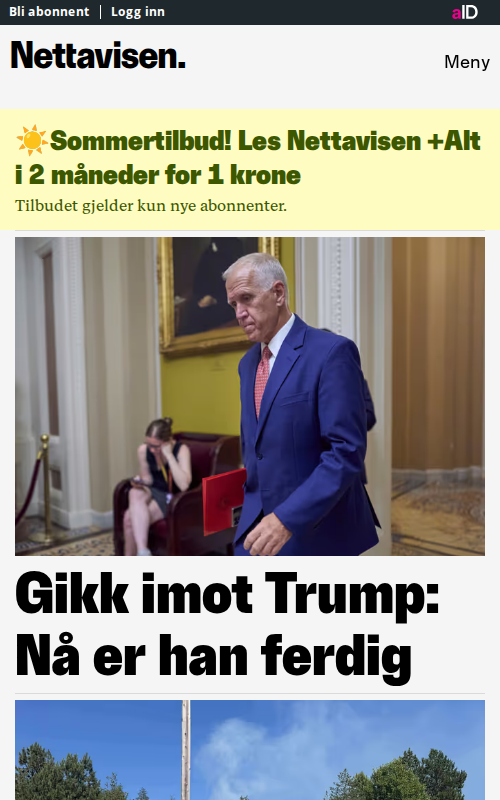 Bli abonnent
Logg inn
aID
Nettavisen.
Meny
☀️Sommertilbud! Les Nettavisen +Alt
i 2 måneder for 1 krone
Tilbudet gjelder kun nye abonnenter.
Gikk imot Trump:
Nå er han ferdig